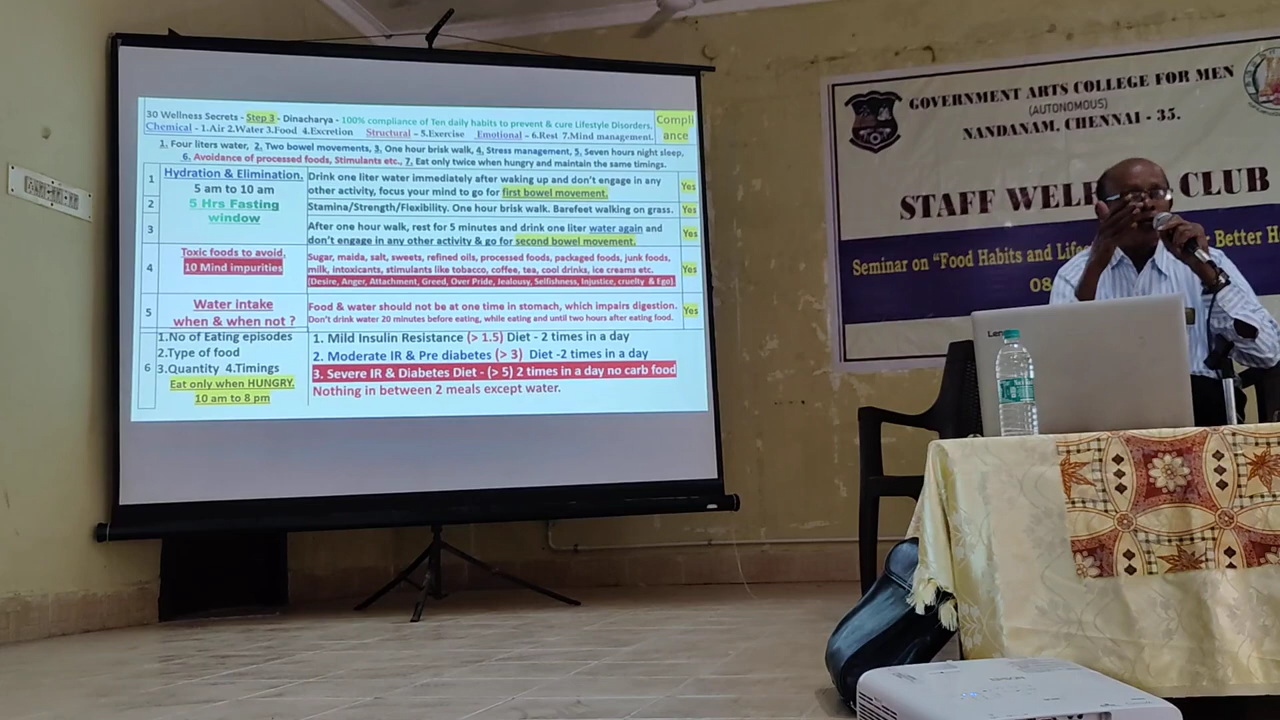 30 Wellness Secrets - Step 3 - Dinacharya - 100% compliance of Ten daily habits to prevent & cure Lifestyle Disorders.
Compli
ance
Chemical - 1.Air 2.Water 3.Food 4.Excretion Structural - 5.Exercise Emotional - 6.Rest 7.Mind management.
1. Four liters water, 2. Two bowel movements, 3. One hour brisk walk, 4. Stress management, 5. Seven hours night sleep,
6. Avoidance of processed foods, Stimulants etc., 7. Eat only twice when hungry and maintain the same timings.
1
Hydration & Elimination.
5 am to 10 am
5 Hrs Fasting
window
Drink one liter water immediately after waking up and don't engage in any
other activity, focus your mind to go for first bowel movement.
Yes
2
Stamina/Strength/Flexibility. One hour brisk walk. Barefeet walking on grass.
Yes
3
After one hour walk, rest for 5 minutes and drink one liter water again and
don't engage in any other activity & go for second bowel movement.
Yes
4
Toxic foods to avoid.
10 Mind impurities
Sugar, maida, salt, sweets, refined oils, processed foods, packaged foods, junk foods,
milk, intoxicants, stimulants like tobacco, coffee, tea, cool drinks, ice creams etc.
(Desire, Anger, Attachment, Greed, Over Pride, Jealousy, Selfishness, Injustice, cruelty & Ego)
Yes
5
Water intake
when & when not ?
Food & water should not be at one time in stomach, which impairs digestion.
Don't drink water 20 minutes before eating, while eating and until two hours after eating food.
Yes
6
1.No of Eating episodes
2.Type of food
3.Quantity 4.Timings
Eat only when HUNGRY.
10 am to 8 pm
1. Mild Insulin Resistance (> 1.5) Diet - 2 times in a day
2. Moderate IR & Pre diabetes (> 3) Diet -2 times in a day
3. Severe IR & Diabetes Diet - (> 5) 2 times in a day no carb food
Nothing in between 2 meals except water.
GOVERNMENT ARTS COLLEGE FOR MEN
(AUTONOMOUS)
NANDANAM, CHENNAI - 35.
STAFF WEL CLUB
Seminar on "Food Habits and Better
08
EPSON